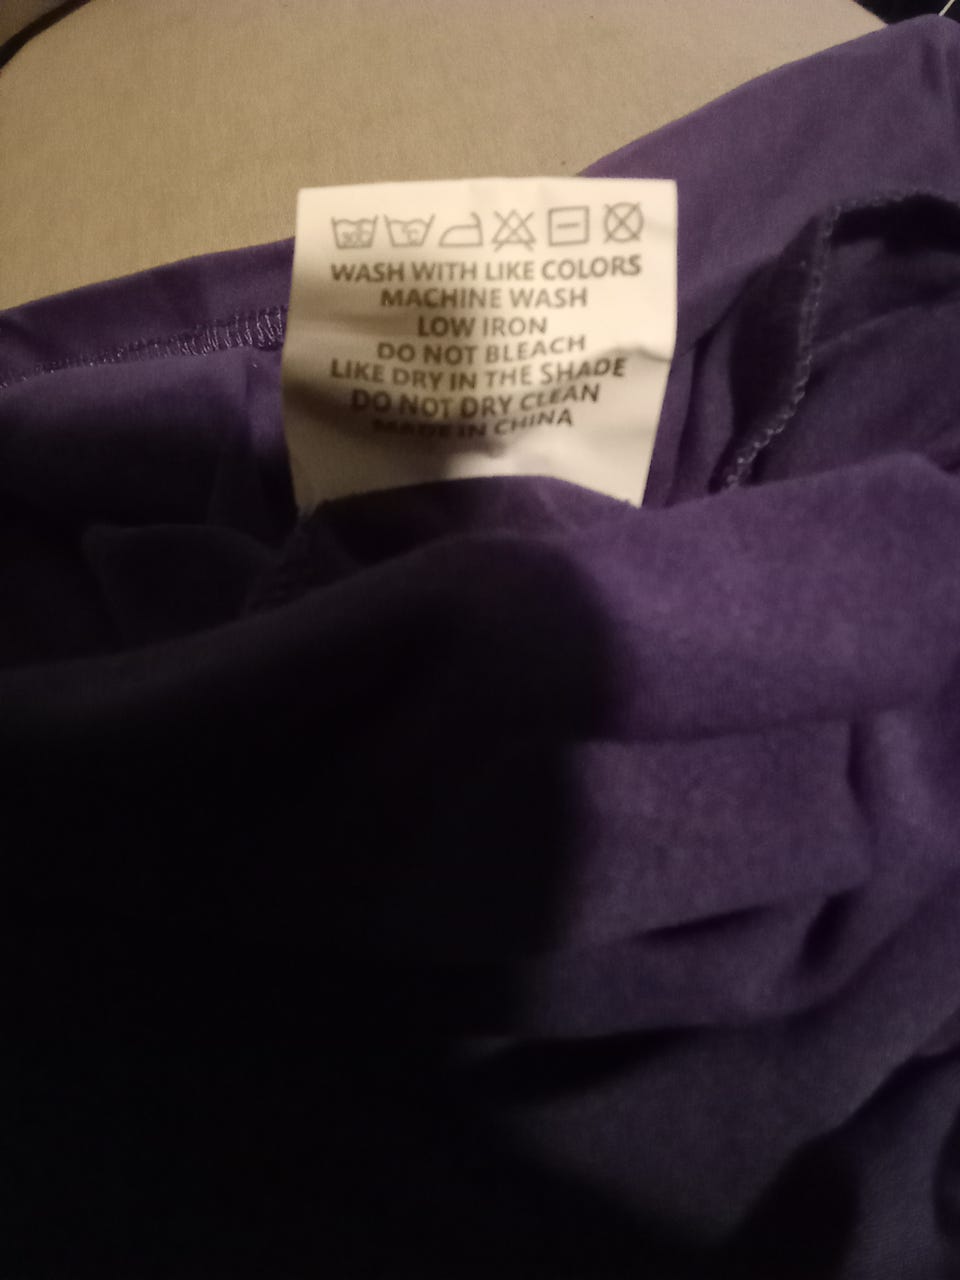 30C
WASH WITH LIKE COLORS
MACHINE WASH
LOW IRON
DO NOT BLEACH
LIKE DRY IN THE SHADE
DO NOT DRY CLEAN
MADE IN CHINA